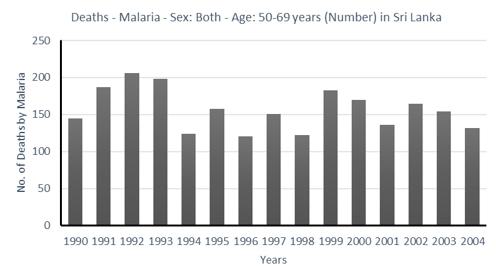 Deaths - Malaria - Sex: Both - Age: 50-69 years (Number) in Sri Lanka
No. of Deaths by Malaria
250
200
150
100
50
0
1990 1991 1992 1993 1994 1995 1996 1997 1998 1999 2000 2001 2002 2003 2004
Years